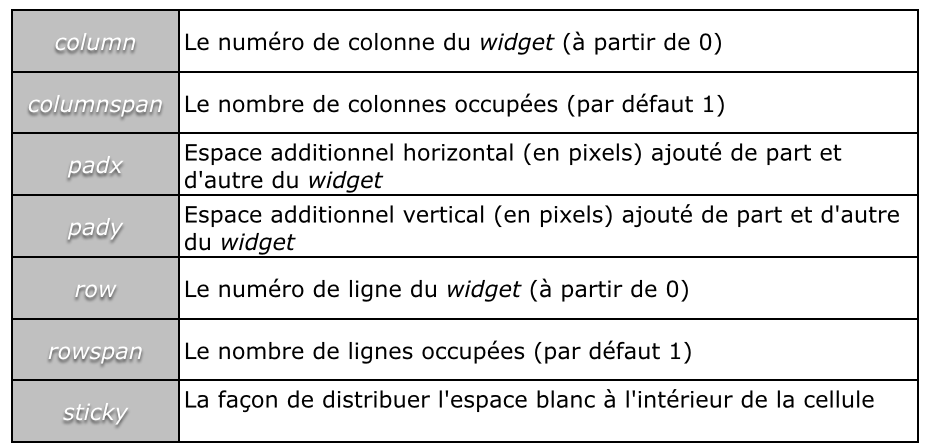 column Le numéro de colonne du widget (à partir de 0)
columnspan Le nombre de colonnes occupées (par défaut 1)
padx Espace additionnel horizontal (en pixels) ajouté de part et
d'autre du widget
pady Espace additionnel vertical (en pixels) ajouté de part et d'autre
du widget
row Le numéro de ligne du widget (à partir de 0)
rowspan Le nombre de lignes occupées (par défaut 1)
sticky La façon de distribuer l'espace blanc à l'intérieur de la cellule